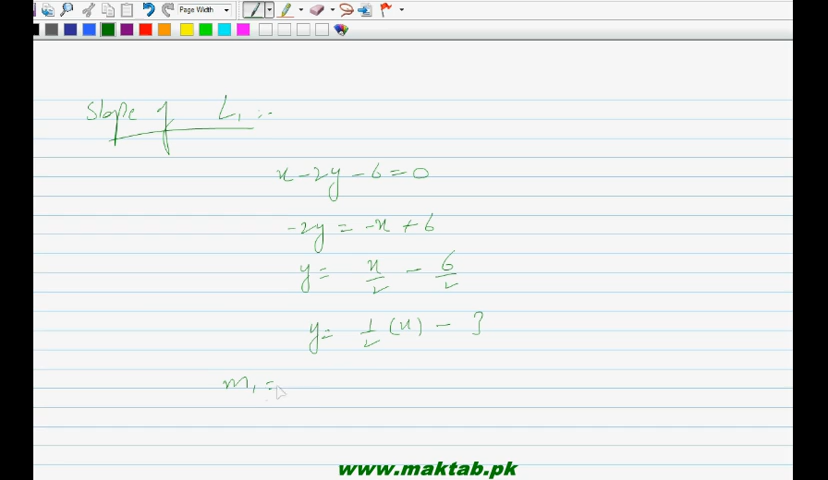 Page Width
Slope of L₁ :-
x - 2y - 6 = 0
-2y = -x + 6
y = x/2 - 6/2
y = 1/2 (x) - 3
m₁ =
www.maktab.pk